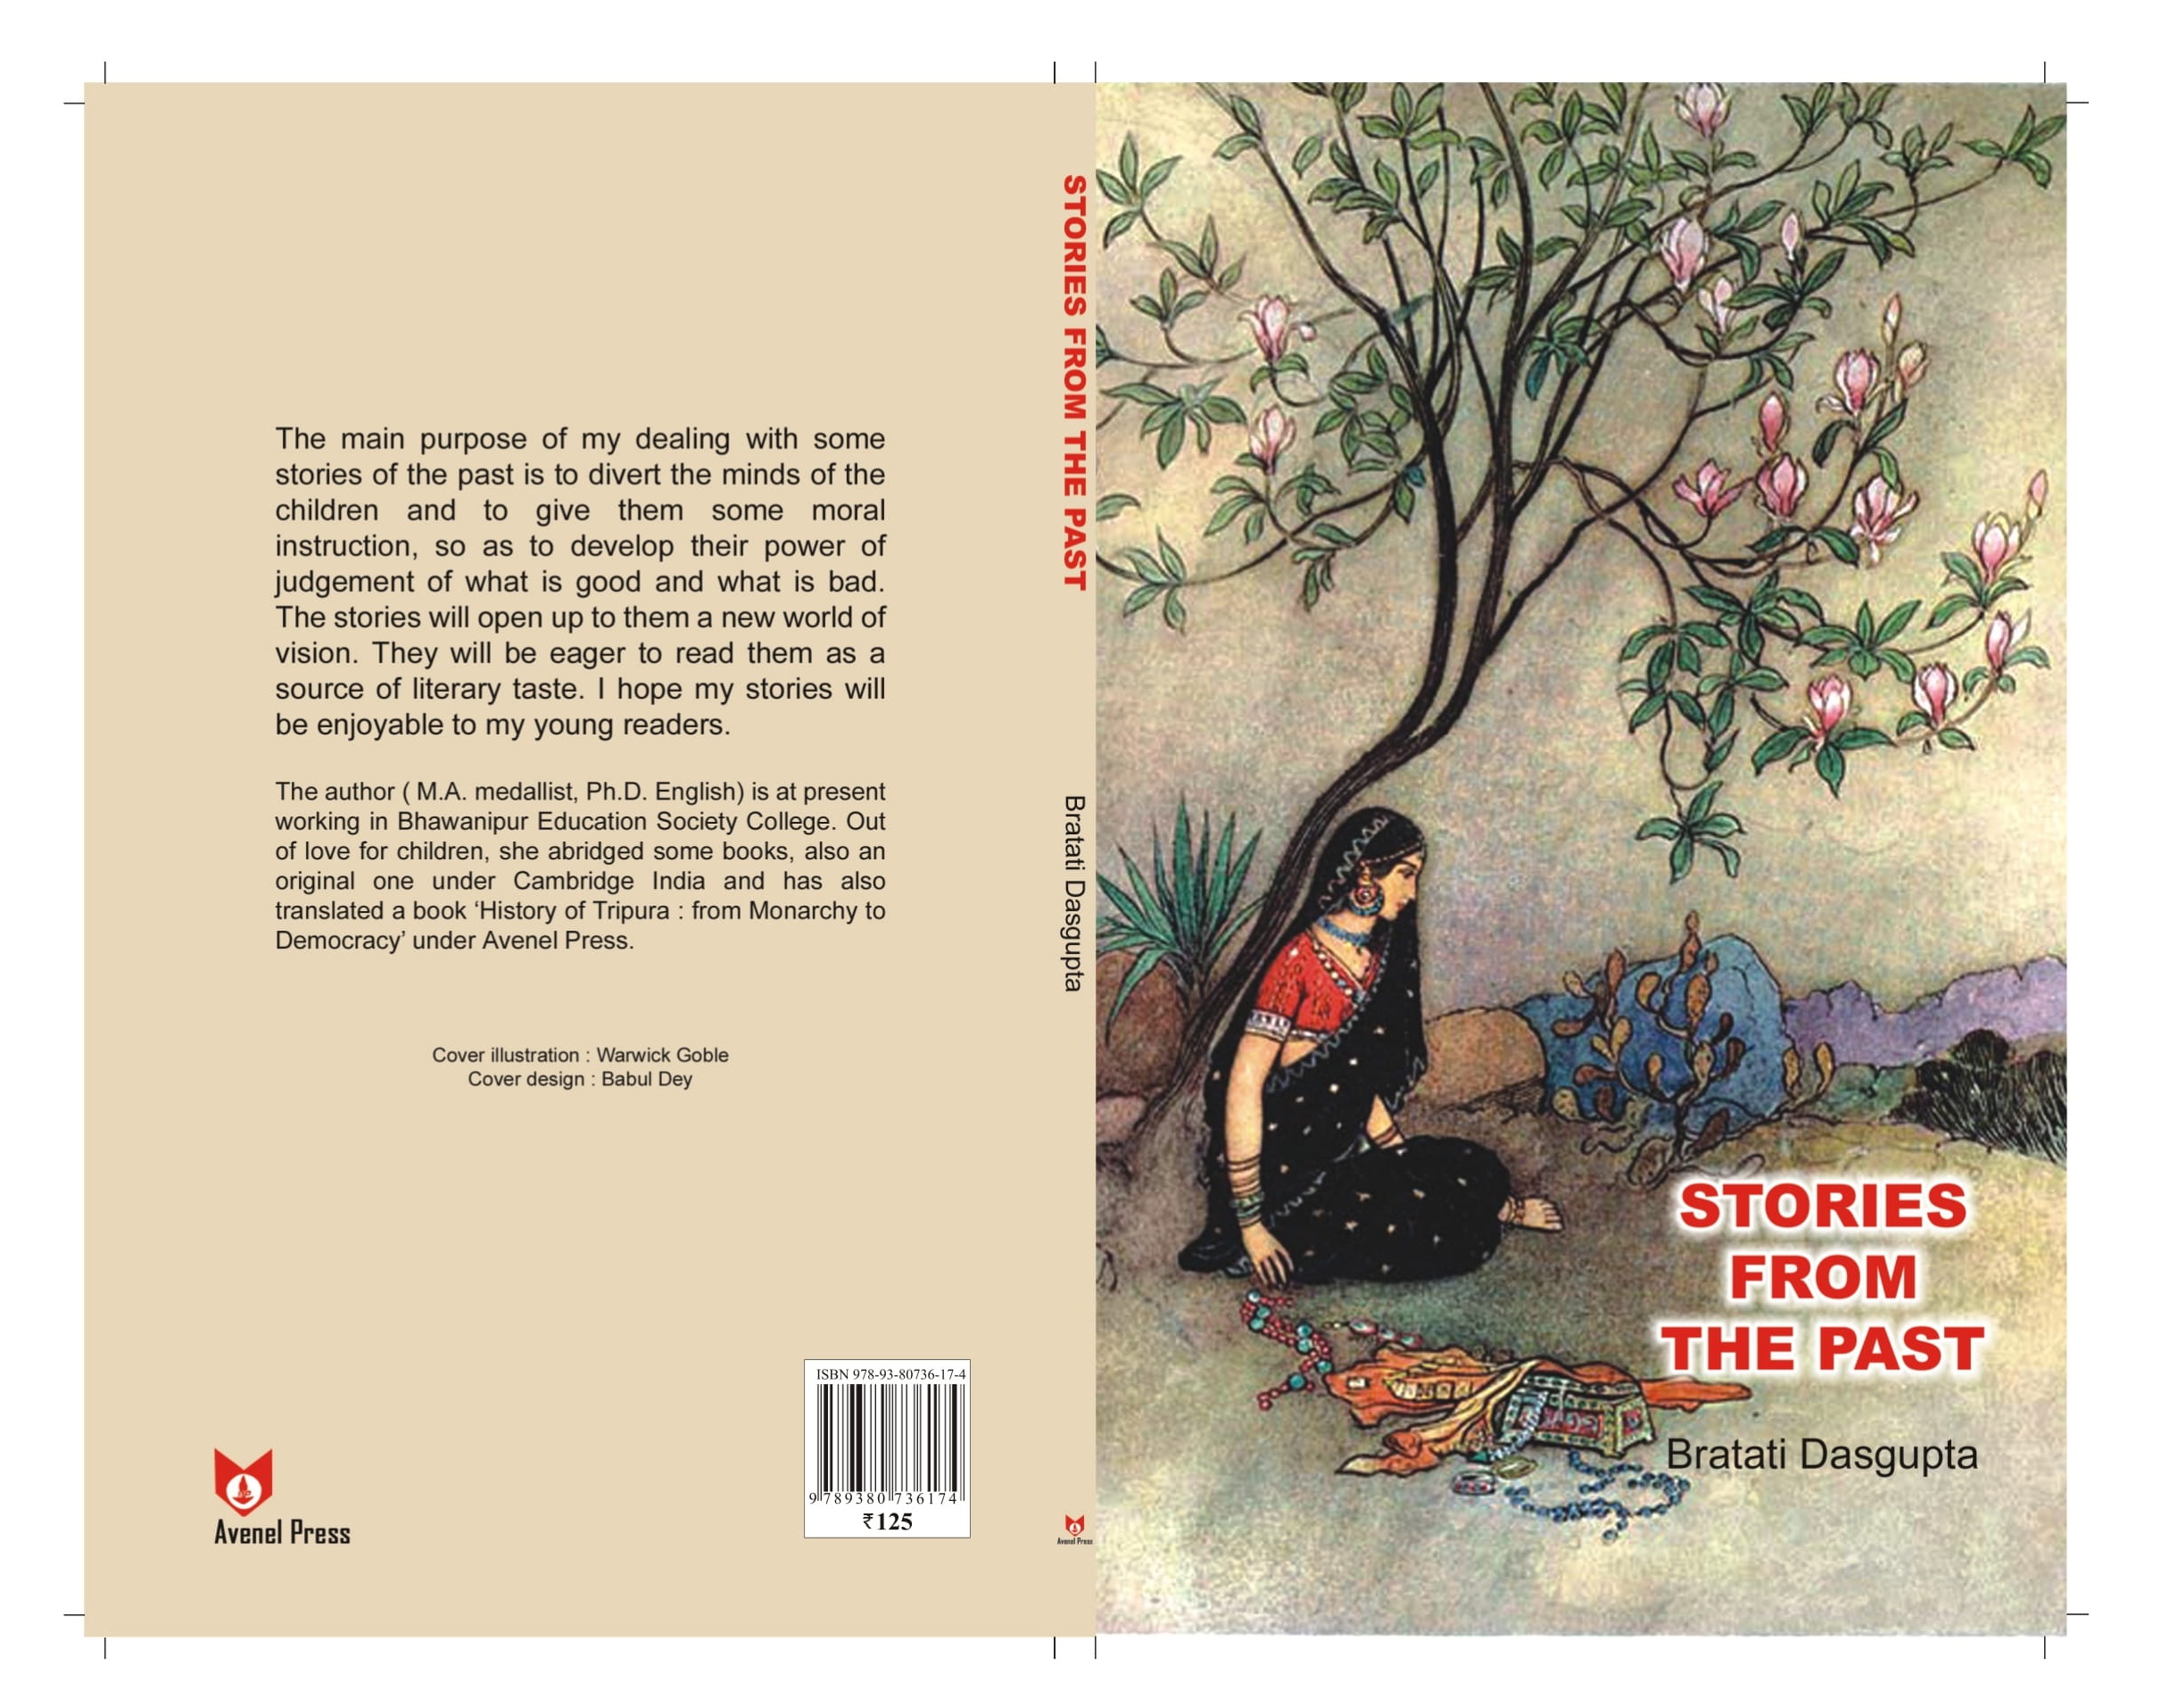 The main purpose of my dealing with some
stories of the past is to divert the minds of the
children and to give them some moral
instruction, so as to develop their power of
judgement of what is good and what is bad.
The stories will open up to them a new world of
vision. They will be eager to read them as a
source of literary taste. I hope my stories will
be enjoyable to my young readers.
The author ( M.A. medallist, Ph.D. English) is at present
working in Bhawanipur Education Society College. Out
of love for children, she abridged some books, also an
original one under Cambridge India and has also
translated a book ‘History of Tripura : from Monarchy to
Democracy’ under Avenel Press.
Cover illustration : Warwick Goble
Cover design : Babul Dey
Avenel Press
ISBN 978-93-80736-17-4
9 789380 736174
₹125
STORIES FROM THE PAST
Bratati Dasgupta
Avenel Press
STORIES
FROM
THE PAST
Bratati Dasgupta